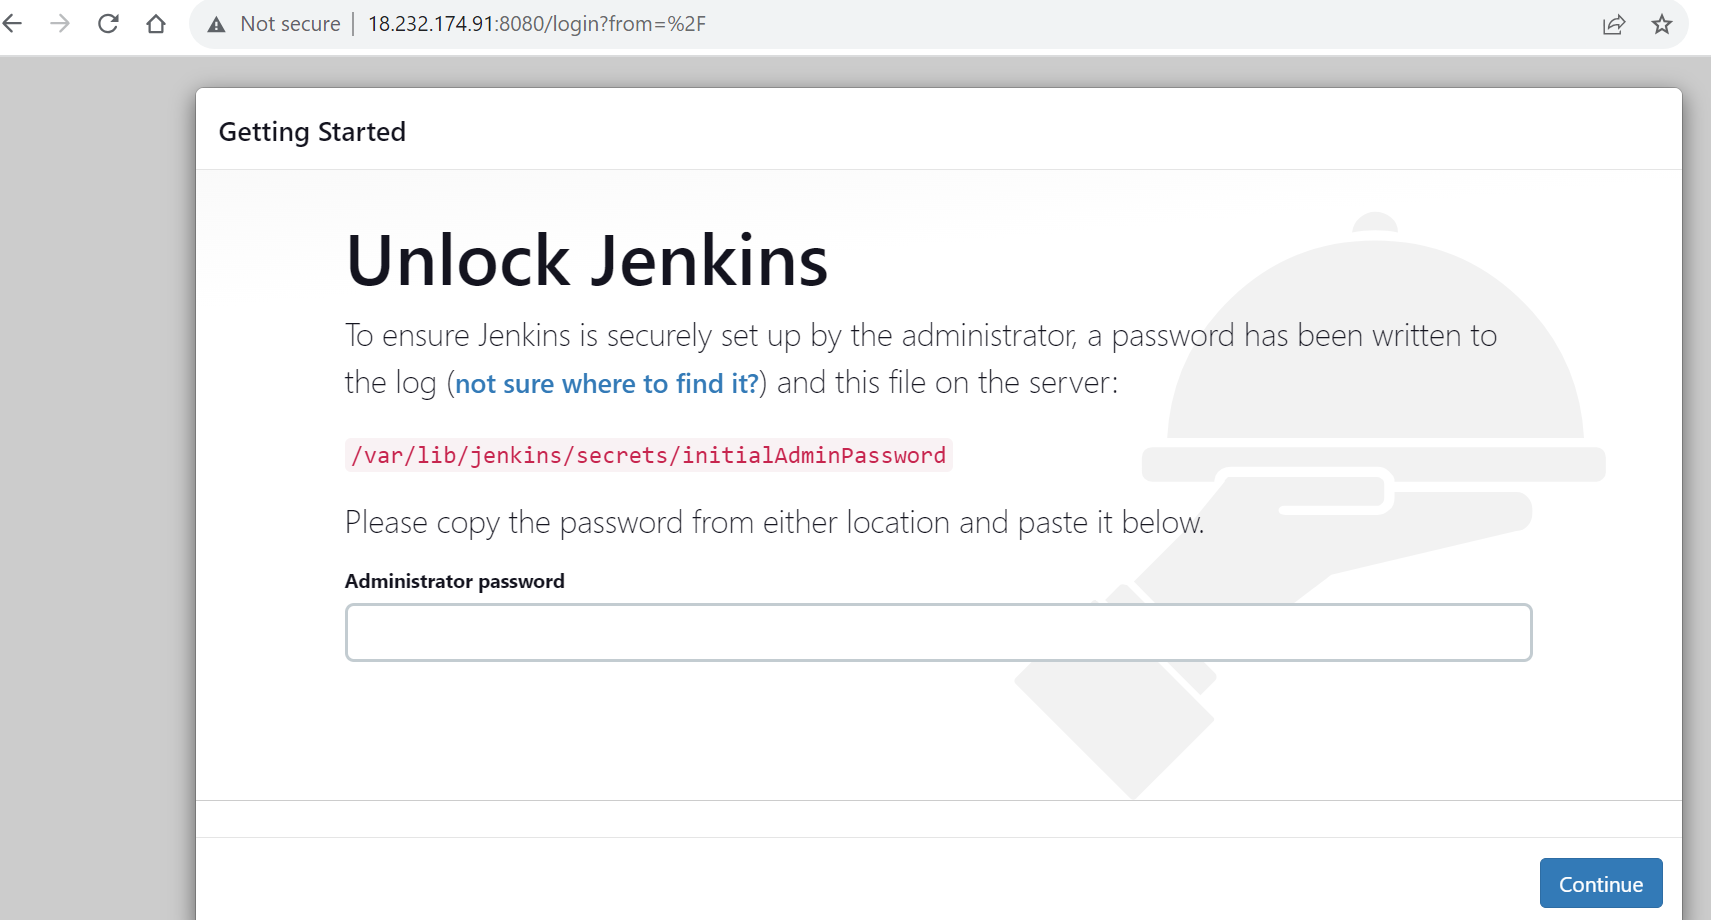 Not secure | 18.232.174.91:8080/login?from=%2F
Getting Started
Unlock Jenkins
To ensure Jenkins is securely set up by the administrator, a password has been written to
the log (not sure where to find it?) and this file on the server:
/var/lib/jenkins/secrets/initialAdminPassword
Please copy the password from either location and paste it below.
Administrator password
Continue